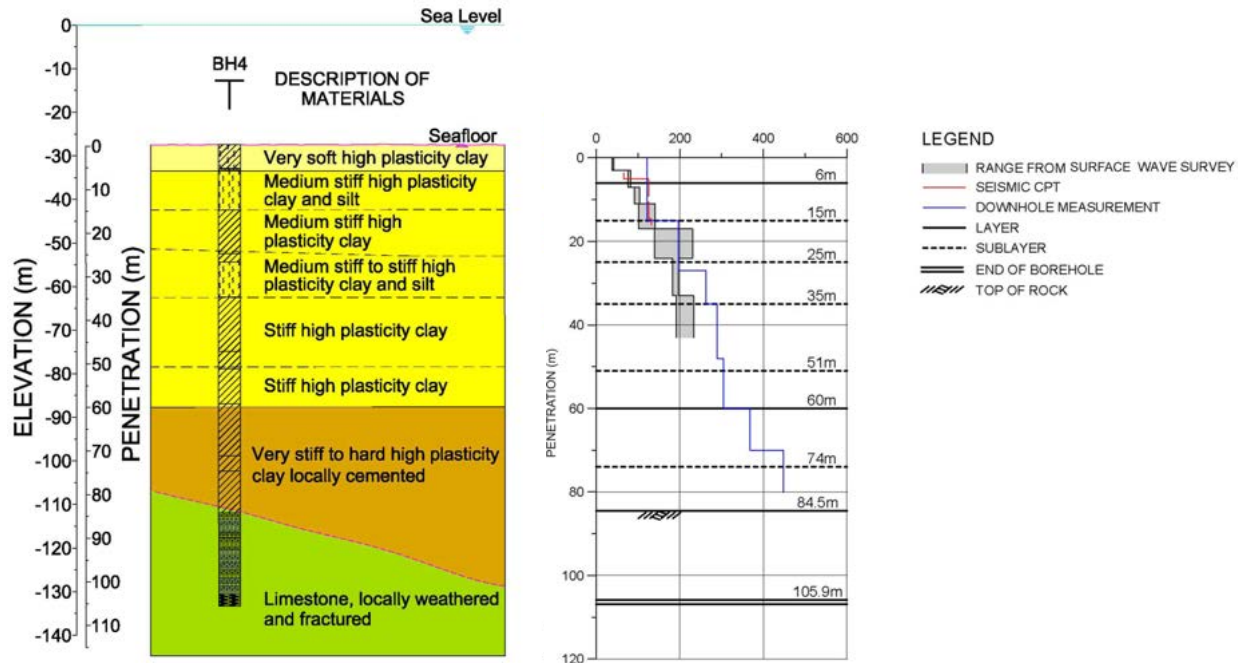 Sea Level
BH4
DESCRIPTION OF
MATERIALS
Seafloor
Very soft high plasticity clay
Medium stiff high plasticity
clay and silt
Medium stiff high
plasticity clay
Medium stiff to stiff high
plasticity clay and silt
Stiff high plasticity clay
Stiff high plasticity clay
Very stiff to hard high plasticity
clay locally cemented
Limestone, locally weathered
and fractured
ELEVATION (m)
0
-10
-20
-30
-40
-50
-60
-70
-80
-90
-100
-110
-120
-130
-140
PENETRATION (m)
0
10
20
30
40
50
60
70
80
90
100
110
0 200 400 600
PENETRATION (m)
0
20
40
60
80
100
120
6m
15m
25m
35m
51m
60m
74m
84.5m
105.9m
LEGEND
RANGE FROM SURFACE WAVE SURVEY
SEISMIC CPT
DOWNHOLE MEASUREMENT
LAYER
SUBLAYER
END OF BOREHOLE
TOP OF ROCK